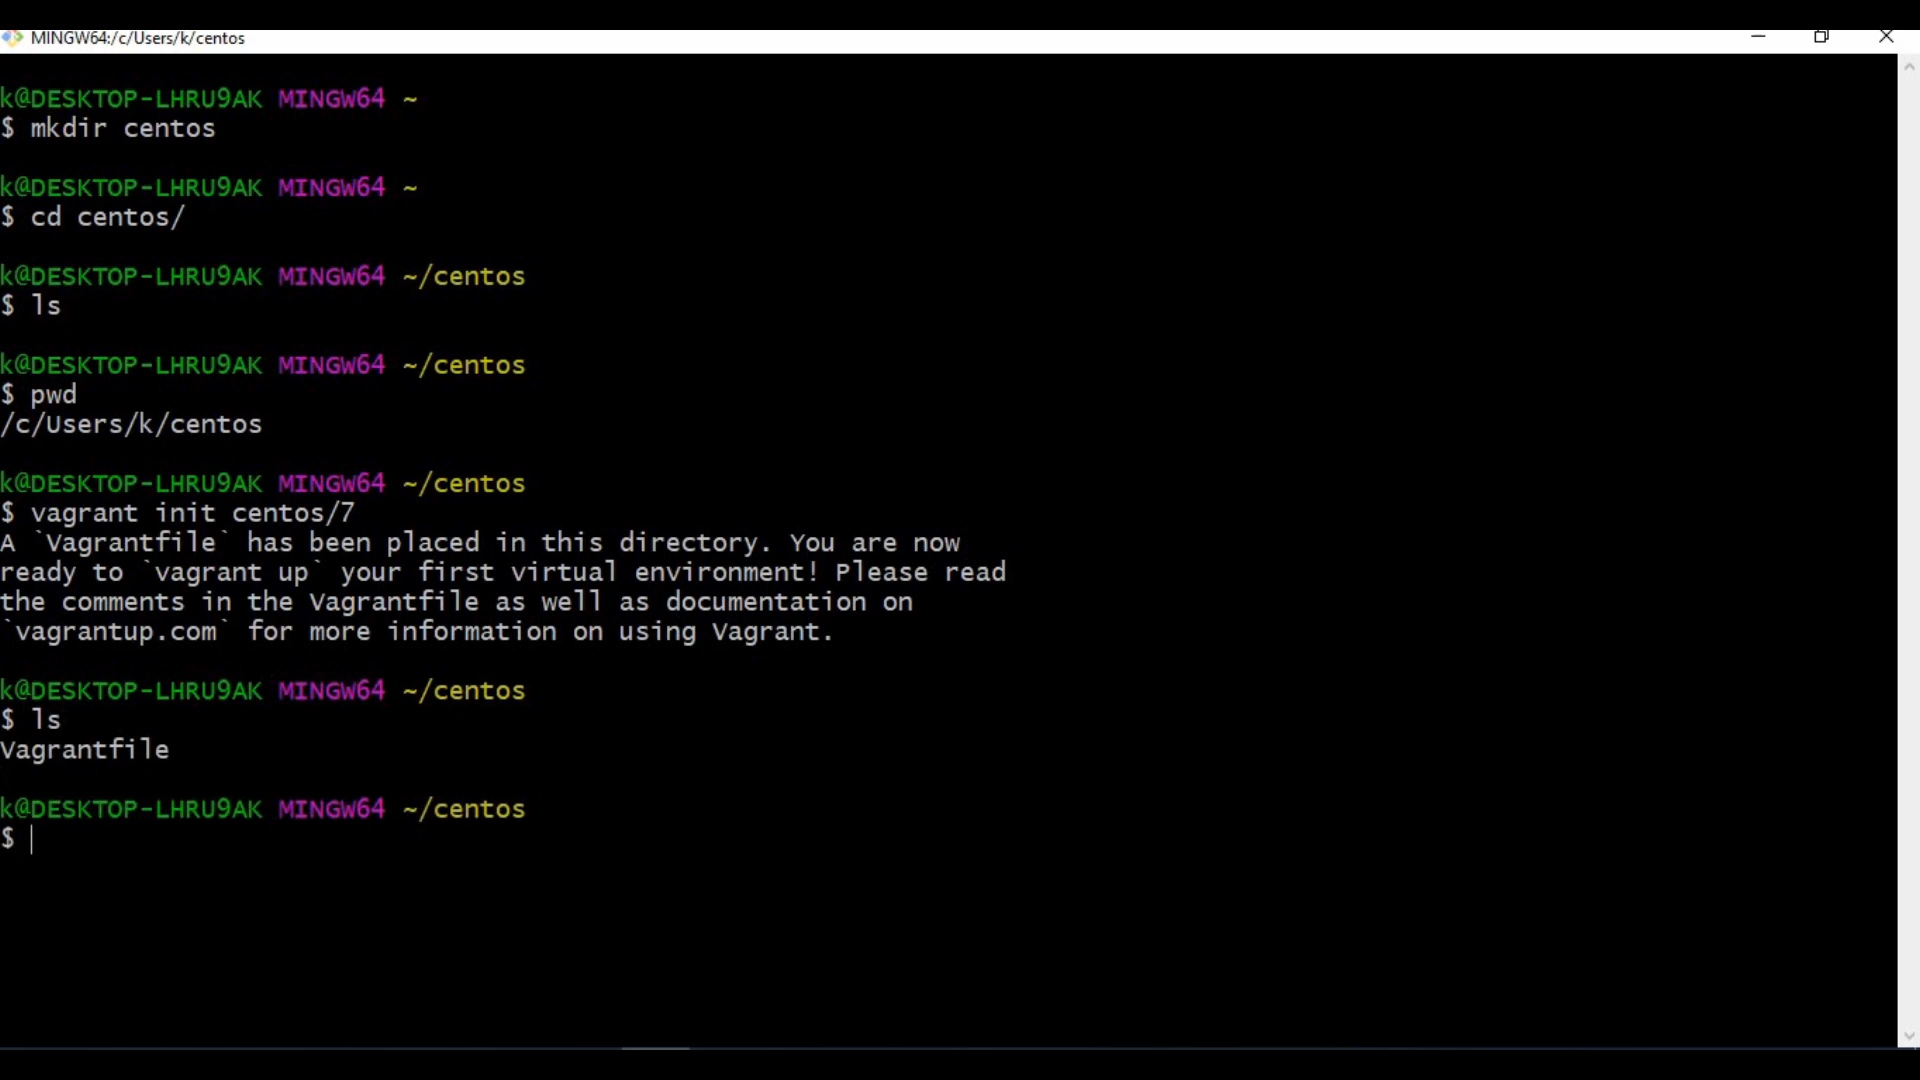 MINGW64:/c/Users/k/centos
k@DESKTOP-LHRU9AK MINGW64 ~
$ mkdir centos
k@DESKTOP-LHRU9AK MINGW64 ~
$ cd centos/
k@DESKTOP-LHRU9AK MINGW64 ~/centos
$ ls
k@DESKTOP-LHRU9AK MINGW64 ~/centos
$ pwd
/c/Users/k/centos
k@DESKTOP-LHRU9AK MINGW64 ~/centos
$ vagrant init centos/7
A `Vagrantfile` has been placed in this directory. You are now
ready to `vagrant up` your first virtual environment! Please read
the comments in the Vagrantfile as well as documentation on
`vagrantup.com` for more information on using Vagrant.
k@DESKTOP-LHRU9AK MINGW64 ~/centos
$ ls
Vagrantfile
k@DESKTOP-LHRU9AK MINGW64 ~/centos
$